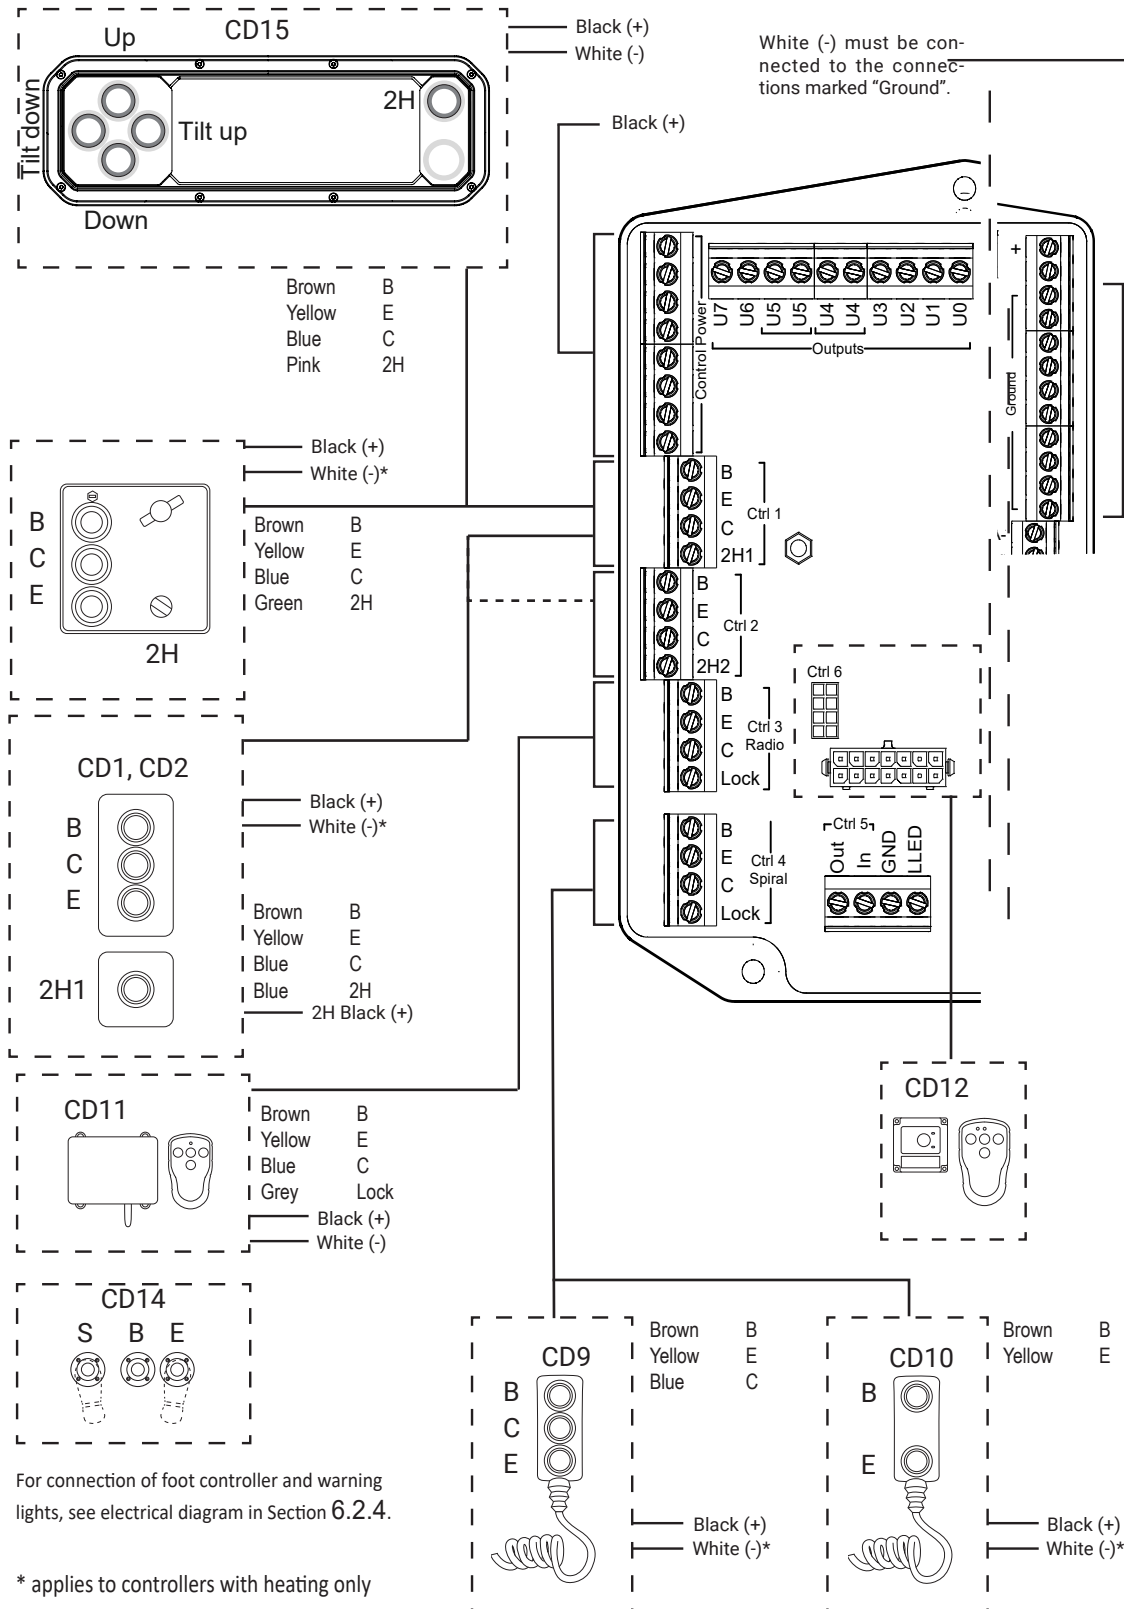 CD15
Up
Tilt down
Tilt up
2H
Down
Black (+)
White (-)
White (-) must be con-
nected to the connec-
tions marked “Ground”.
Black (+)
Brown B
Yellow E
Blue C
Pink 2H
Control Power
U7 U6 U5 U5 U4 U4 U3 U2 U1 U0
Outputs
+
Ground
-
Black (+)
White (-)*
B
C
E
2H
Brown B
Yellow E
Blue C
Green 2H
B
E
C
2H1
Ctrl 1
B
E
C
2H2
Ctrl 2
B
E
C
Lock
Ctrl 3
Radio
B
E
C
Lock
Ctrl 4
Spiral
Ctrl 6
Ctrl 5
Out In GND LLED
CD1, CD2
B
C
E
2H1
Black (+)
White (-)*
Brown B
Yellow E
Blue C
Blue 2H
2H Black (+)
CD11
Brown B
Yellow E
Blue C
Grey Lock
Black (+)
White (-)
CD12
CD14
S B E
For connection of foot controller and warning
lights, see electrical diagram in Section 6.2.4.
* applies to controllers with heating only
CD9
B
C
E
Brown B
Yellow E
Blue C
Black (+)
White (-)*
CD10
B
E
Brown B
Yellow E
Black (+)
White (-)*